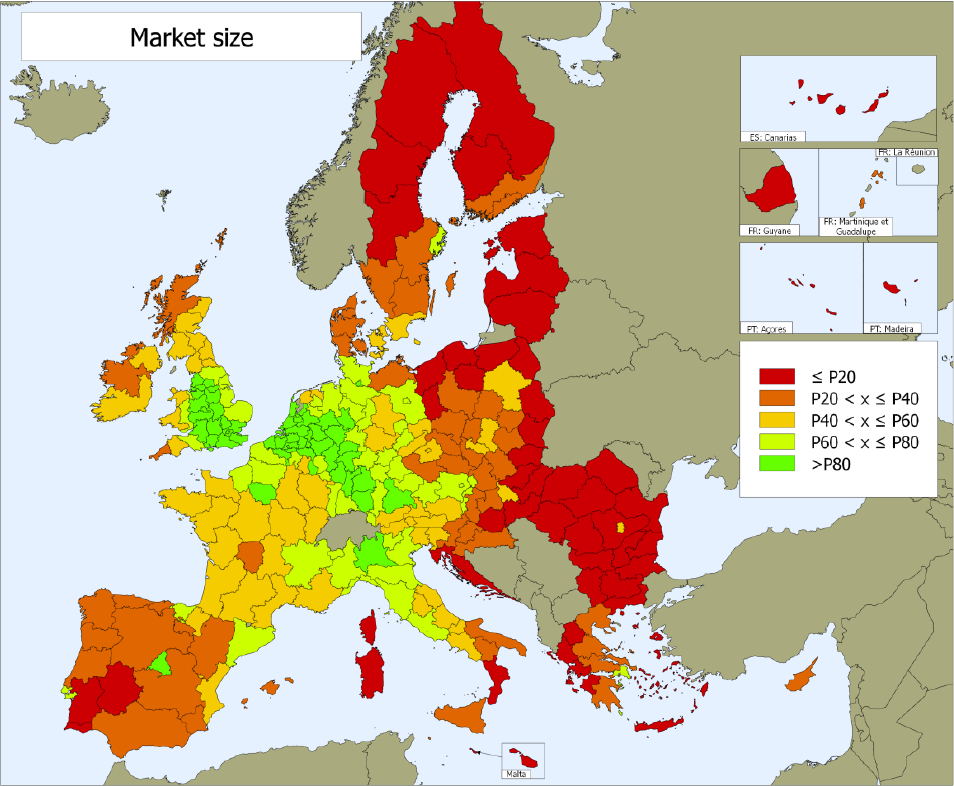 Market size
ES: Canarias
FR: La Rèunion
FR: Guyane
FR: Martinique et
Guadalupe
PT: Açores
PT: Madeira
≤ P20
P20 < x ≤ P40
P40 < x ≤ P60
P60 < x ≤ P80
>P80
Malta